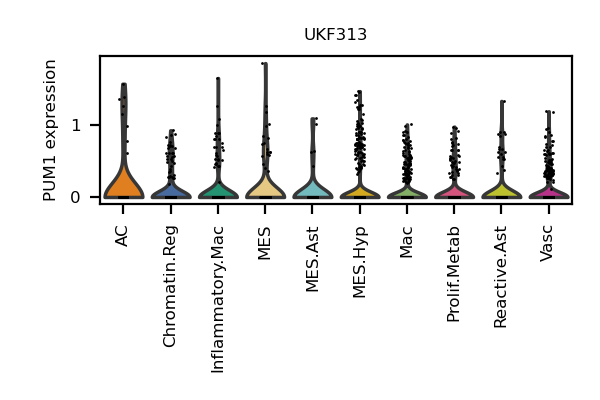 UKF313
PUM1 expression
1
0
AC
Chromatin.Reg
Inflammatory.Mac
MES
MES.Ast
MES.Hyp
Mac
Prolif.Metab
Reactive.Ast
Vasc